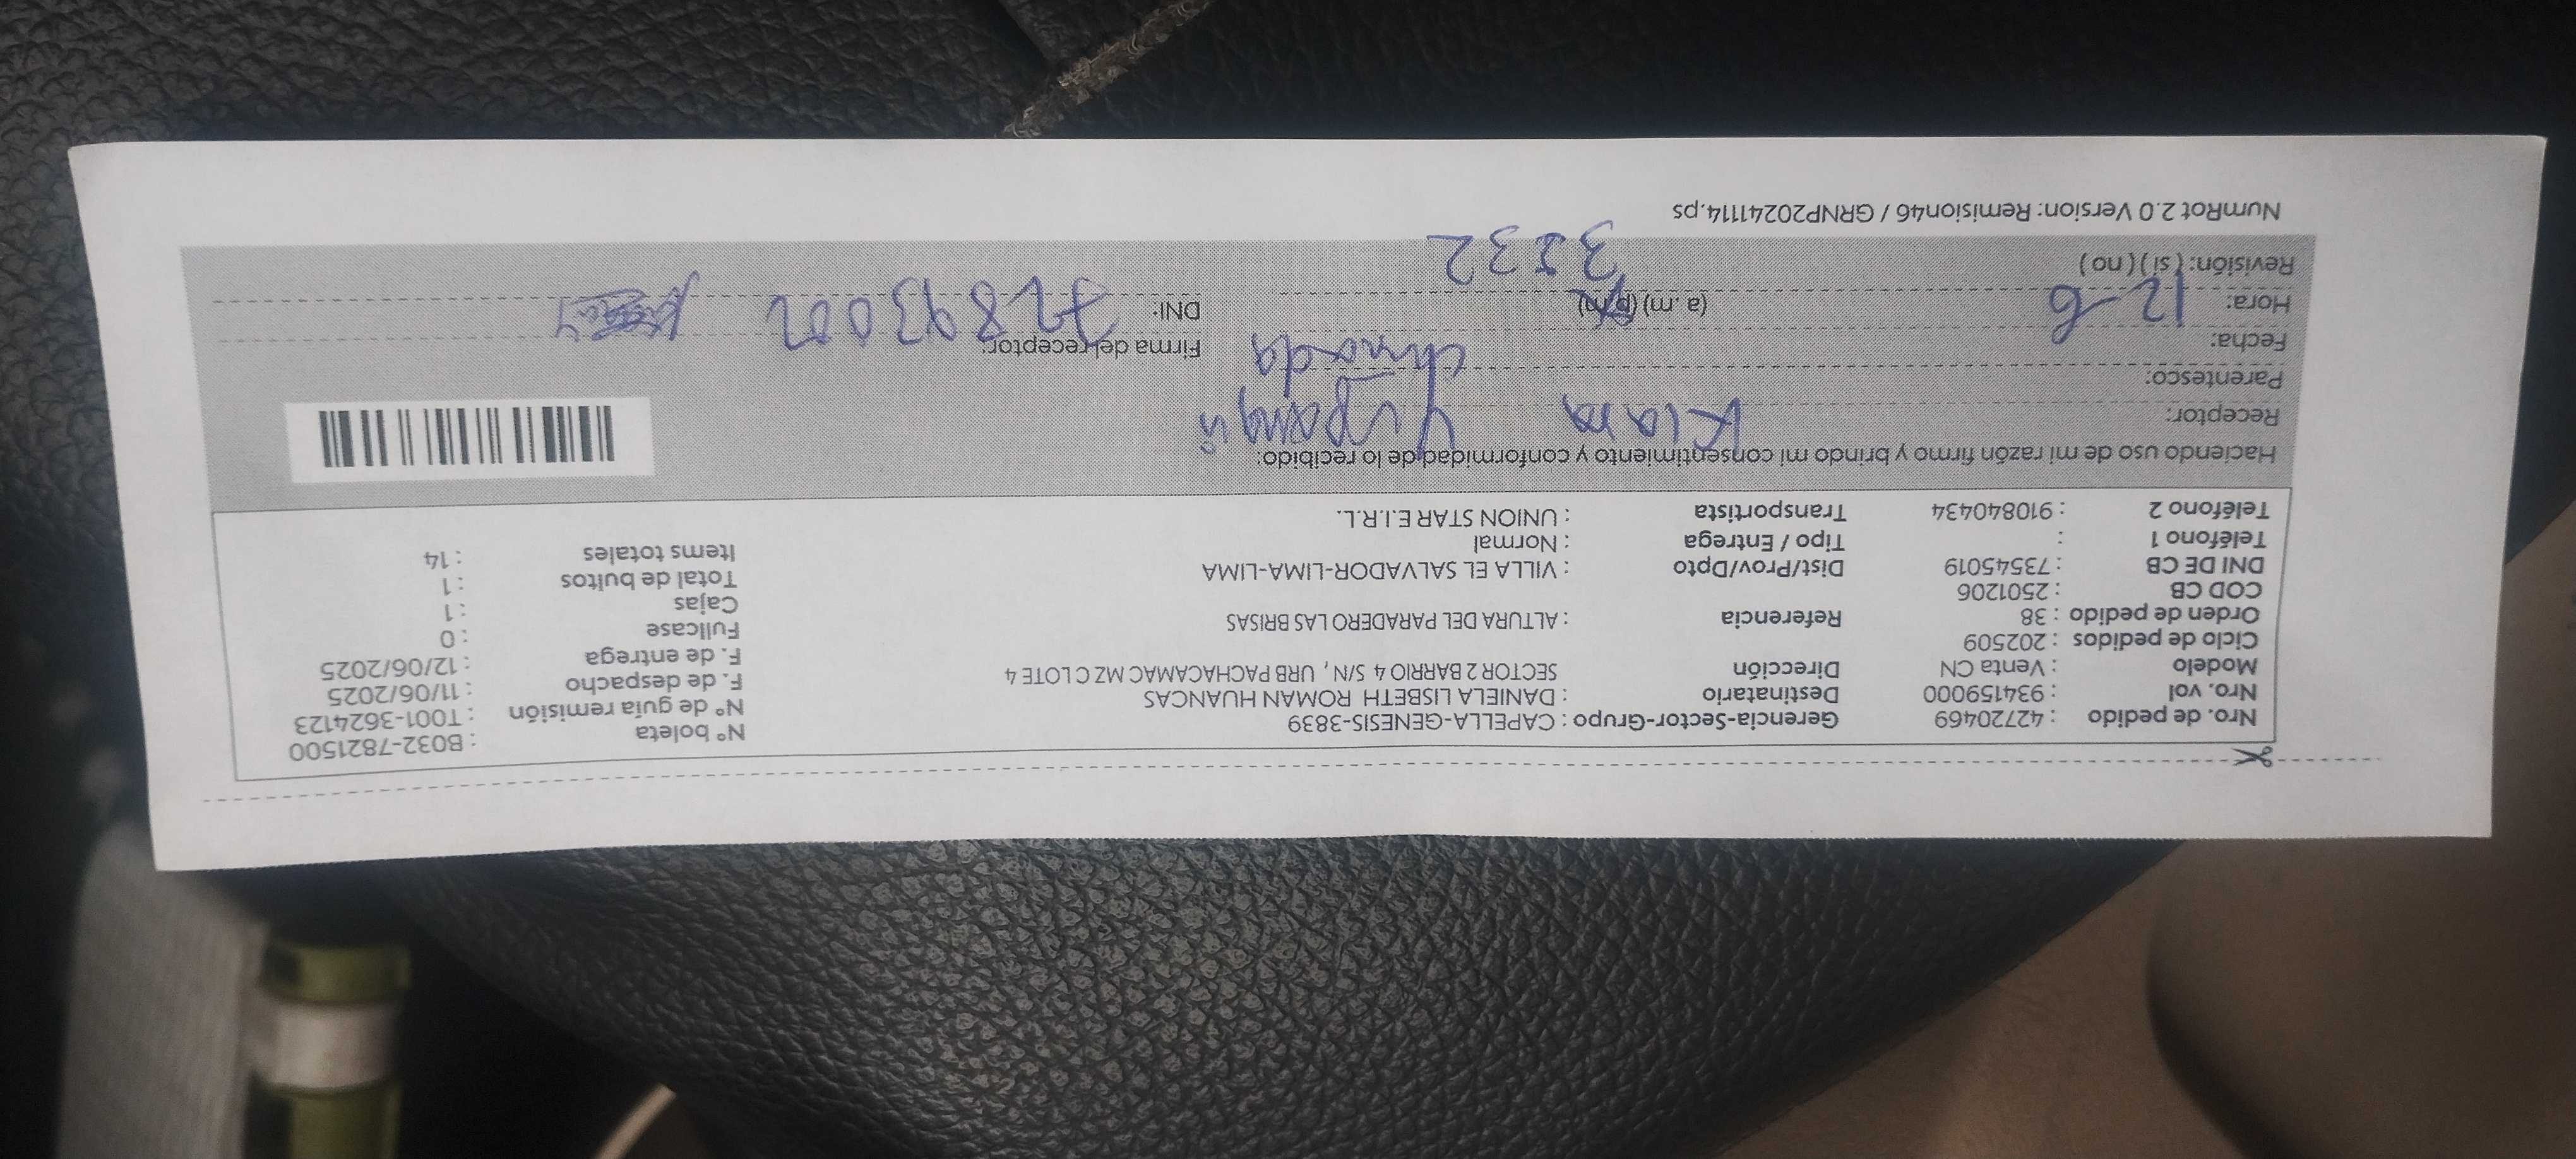 Nro. de pedido : 42720469 Gerencia-Sector-Grupo : CAPELLA-GENESIS-3839 N° boleta : B032-7821500
Nro. vol : 934159000 Destinatario : DANIELA LISBETH ROMAN HUANCAS N° de guía remisión : T001-3624123
Modelo : Venta CN Dirección SECTOR 2 BARRIO 4 S/N, URB PACHACAMAC MZ C LOTE 4 F. de despacho : 11/06/2025
Ciclo de pedidos : 202509 F. de entrega : 12/06/2025
Orden de pedido : 38 Referencia : ALTURA DEL PARADERO LAS BRISAS Fullcase : 0
COD CB : 2501206 Cajas : 1
DNI DE CB : 73545019 Dist/Prov/Dpto : VILLA EL SALVADOR-LIMA-LIMA Total de bultos : 1
Teléfono 1 : Tipo / Entrega : Normal Items totales : 14
Teléfono 2 : 910840434 Transportista : UNION STAR E.I.R.L.
Haciendo uso de mi razón firmo y brindo mi consentimiento y conformidad de lo recibido:
Receptor: Yupanqui
Parentesco:
Fecha: 12-6 Firma del receptor:
Hora: (a. m) (p.m) DNI: 72893002
Revisión: ( si ) ( no ) 3:32
NumRot 2.0 Version: Remision46 / GRNP20241114.ps